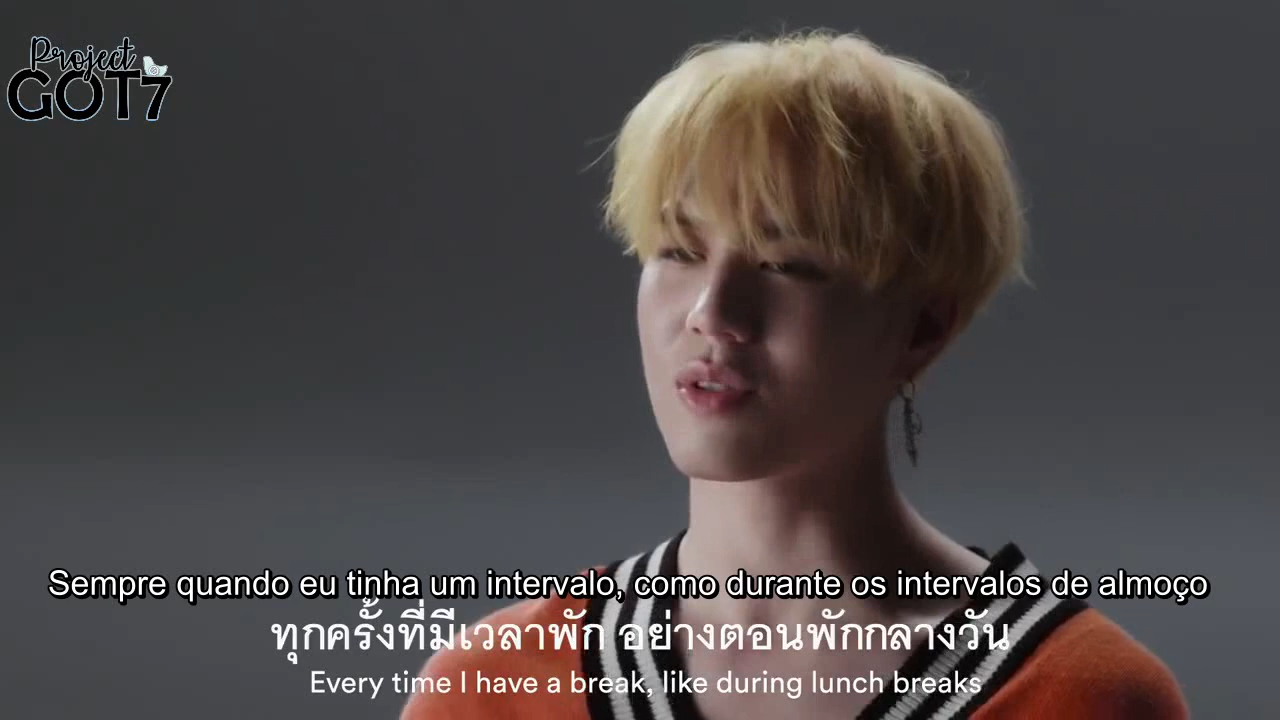 Project
GOT7
Sempre quando eu tinha um intervalo, como durante os intervalos de almoço
ทุกครั้งที่มีเวลาพัก อย่างตอนพักกลางวัน
Every time I have a break, like during lunch breaks